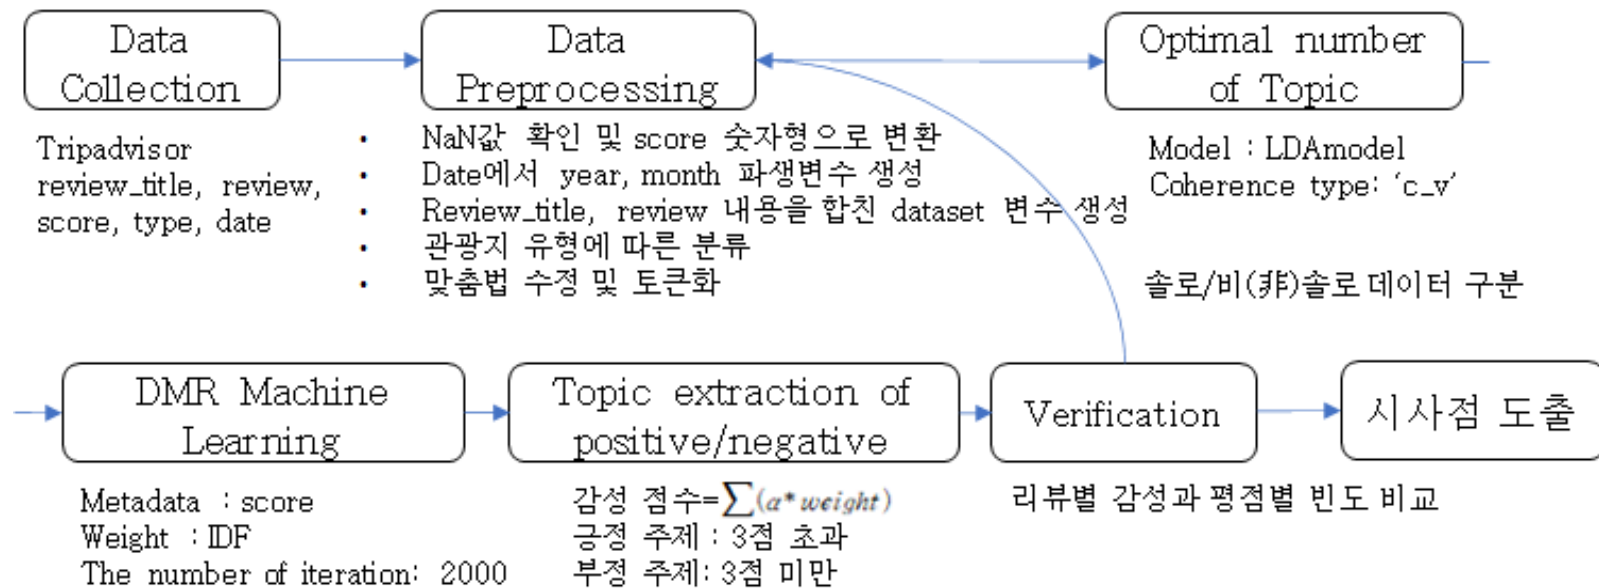 Data
Collection
Data
Preprocessing
Optimal number
of Topic
Tripadvisor
review_title, review,
score, type, date
• NaN값 확인 및 score 숫자형으로 변환
• Date에서 year, month 파생변수 생성
• Review_title, review 내용을 합친 dataset 변수 생성
• 관광지 유형에 따른 분류
• 맞춤법 수정 및 토큰화
Model : LDAmodel
Coherence type: ‘c_v’
솔로/비(非)솔로 데이터 구분
DMR Machine
Learning
Topic extraction of
positive/negative
Verification
시사점 도출
Metadata : score
Weight : IDF
The number of iteration: 2000
감성 점수=∑(α* weight)
긍정 주제 : 3점 초과
부정 주제: 3점 미만
리뷰별 감성과 평점별 빈도 비교